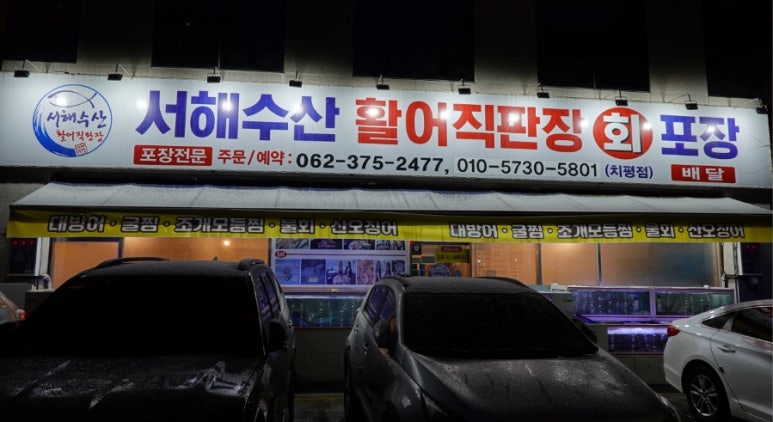 서해수산
활어직판장
서해수산 활어직판장 회 포장
포장전문 주문/예약 : 062-375-2477, 010-5730-5801 (치평점) 배달
대방어 · 굴찜 · 조개모듬찜 · 물회 · 산오징어 대방어 · 굴찜 · 조개모듬찜 · 물회 · 산오징어